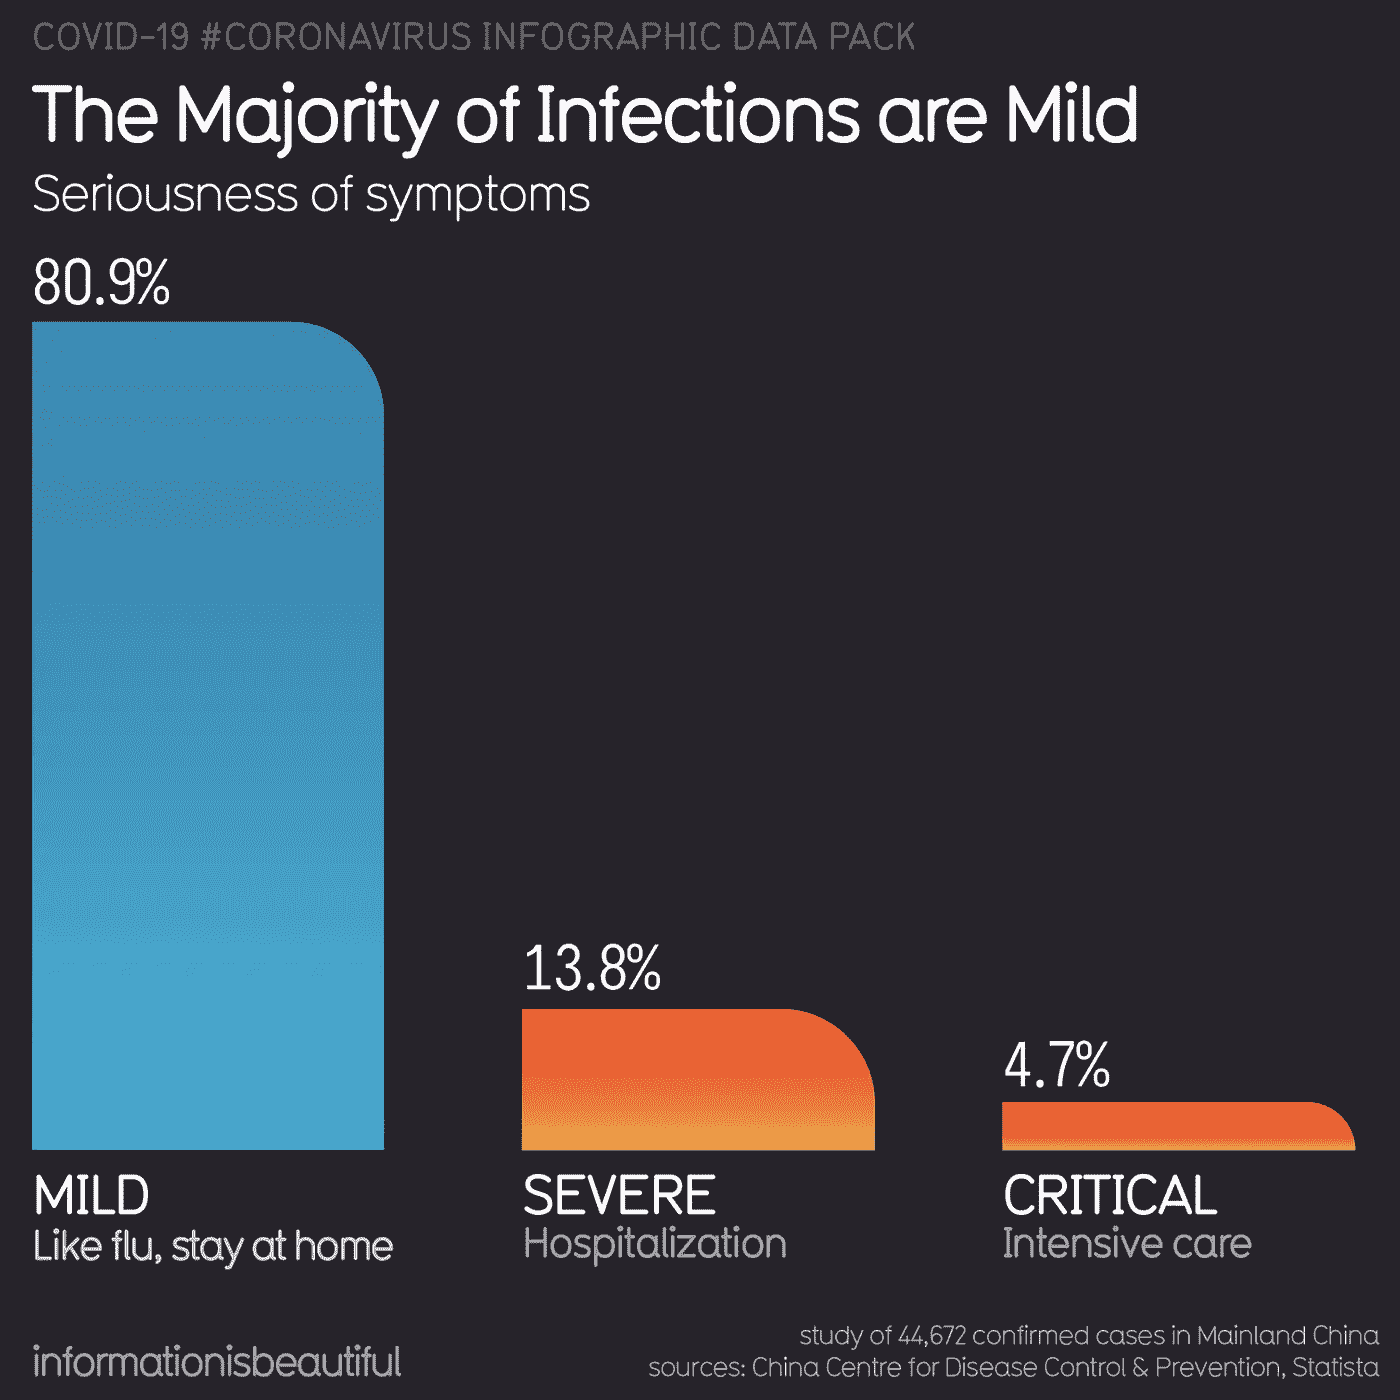 COVID-19 #CORONAVIRUS INFOGRAPHIC DATA PACK
The Majority of Infections are Mild
Seriousness of symptoms
80.9%
13.8%
4.7%
MILD
Like flu, stay at home
SEVERE
Hospitalization
CRITICAL
Intensive care
informationisbeautiful
study of 44,672 confirmed cases in Mainland China
sources: China Centre for Disease Control & Prevention, Statista